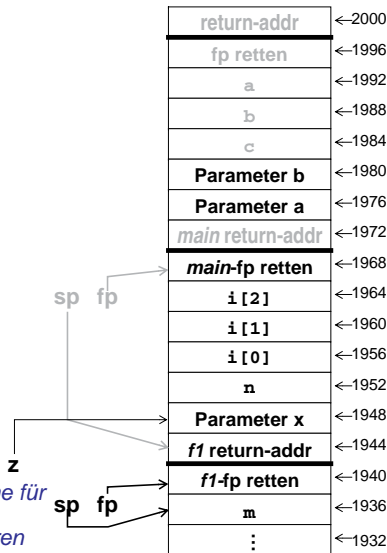 return-addr ←2000
fp retten ←1996
a ←1992
b ←1988
c ←1984
Parameter b ←1980
Parameter a ←1976
main return-addr ←1972
main-fp retten ←1968
sp fp i[2] ←1964
i[1] ←1960
i[0] ←1956
n ←1952
Parameter x ←1948
f1 return-addr ←1944
z
f1-fp retten ←1940
für
sp fp m ←1936
ren
⋮ ←1932